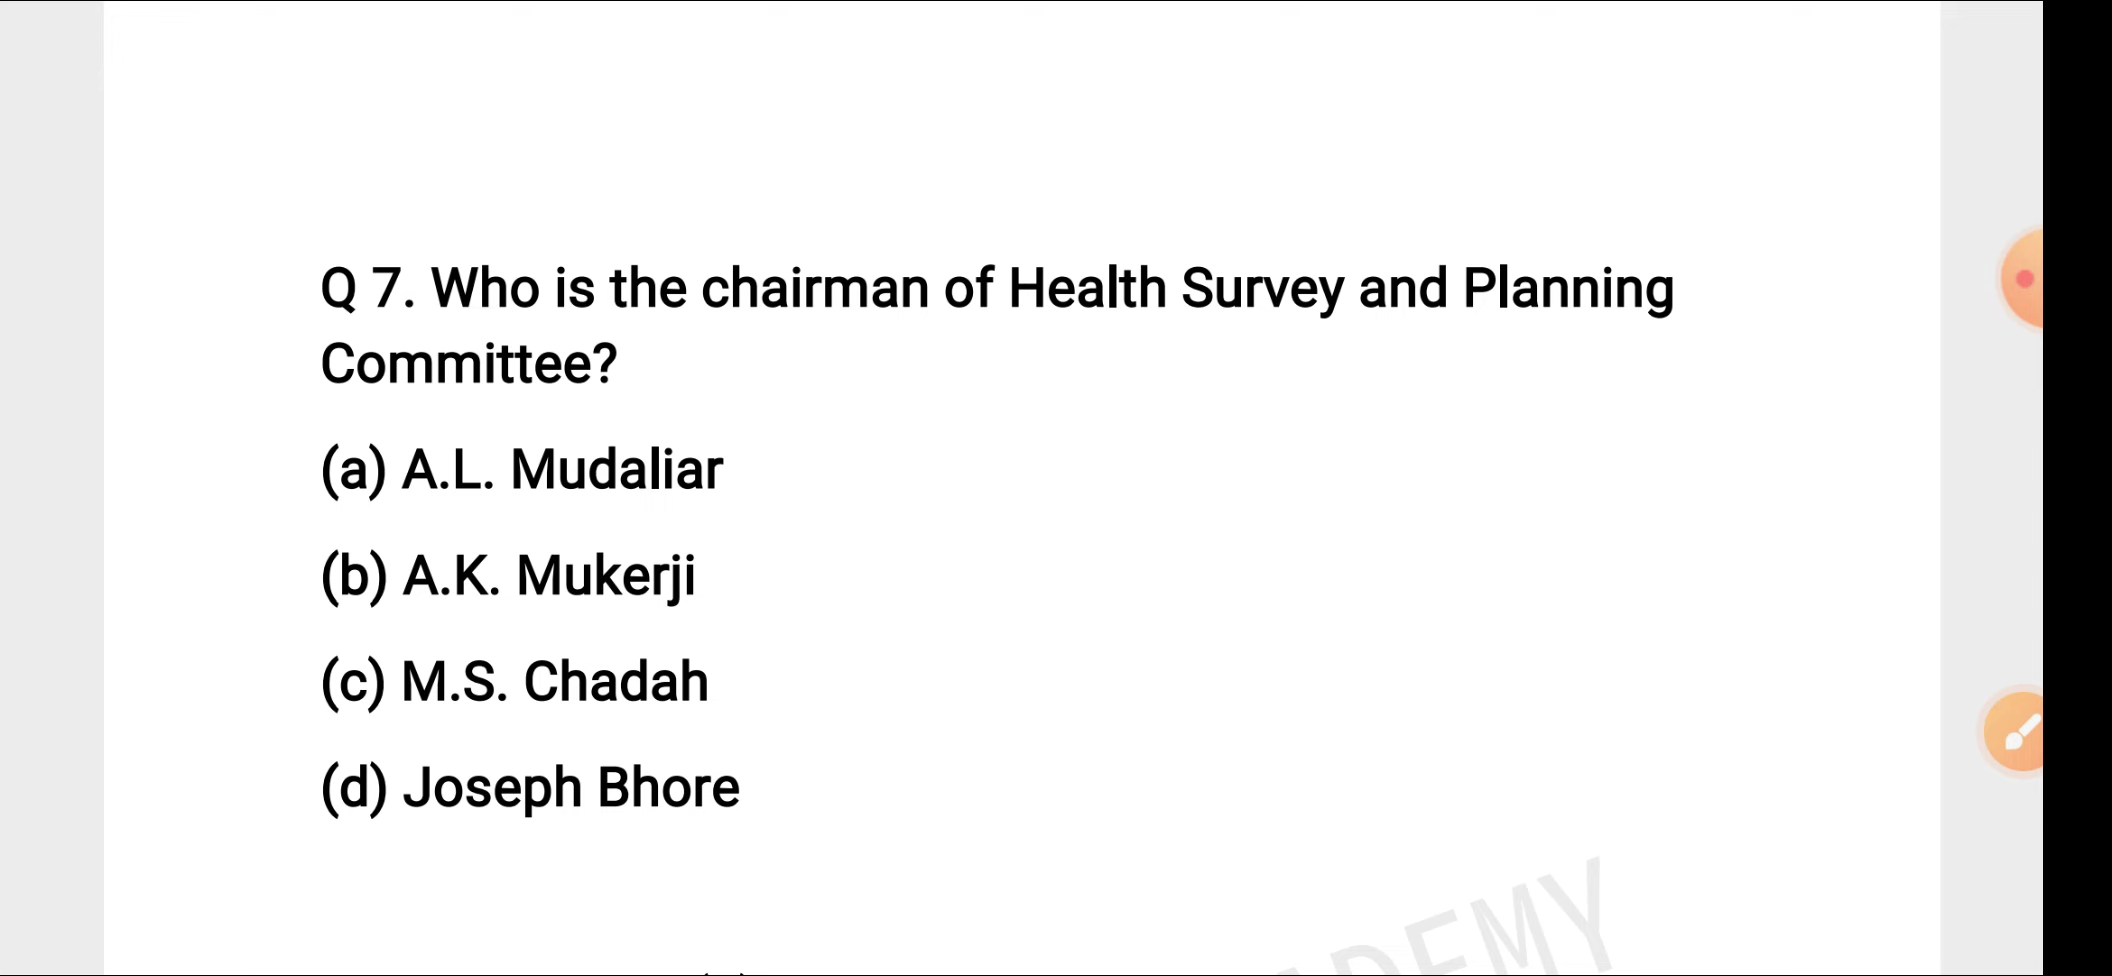 Q 7. Who is the chairman of Health Survey and Planning
Committee?
(a) A.L. Mudaliar
(b) A.K. Mukerji
(c) M.S. Chadah
(d) Joseph Bhore